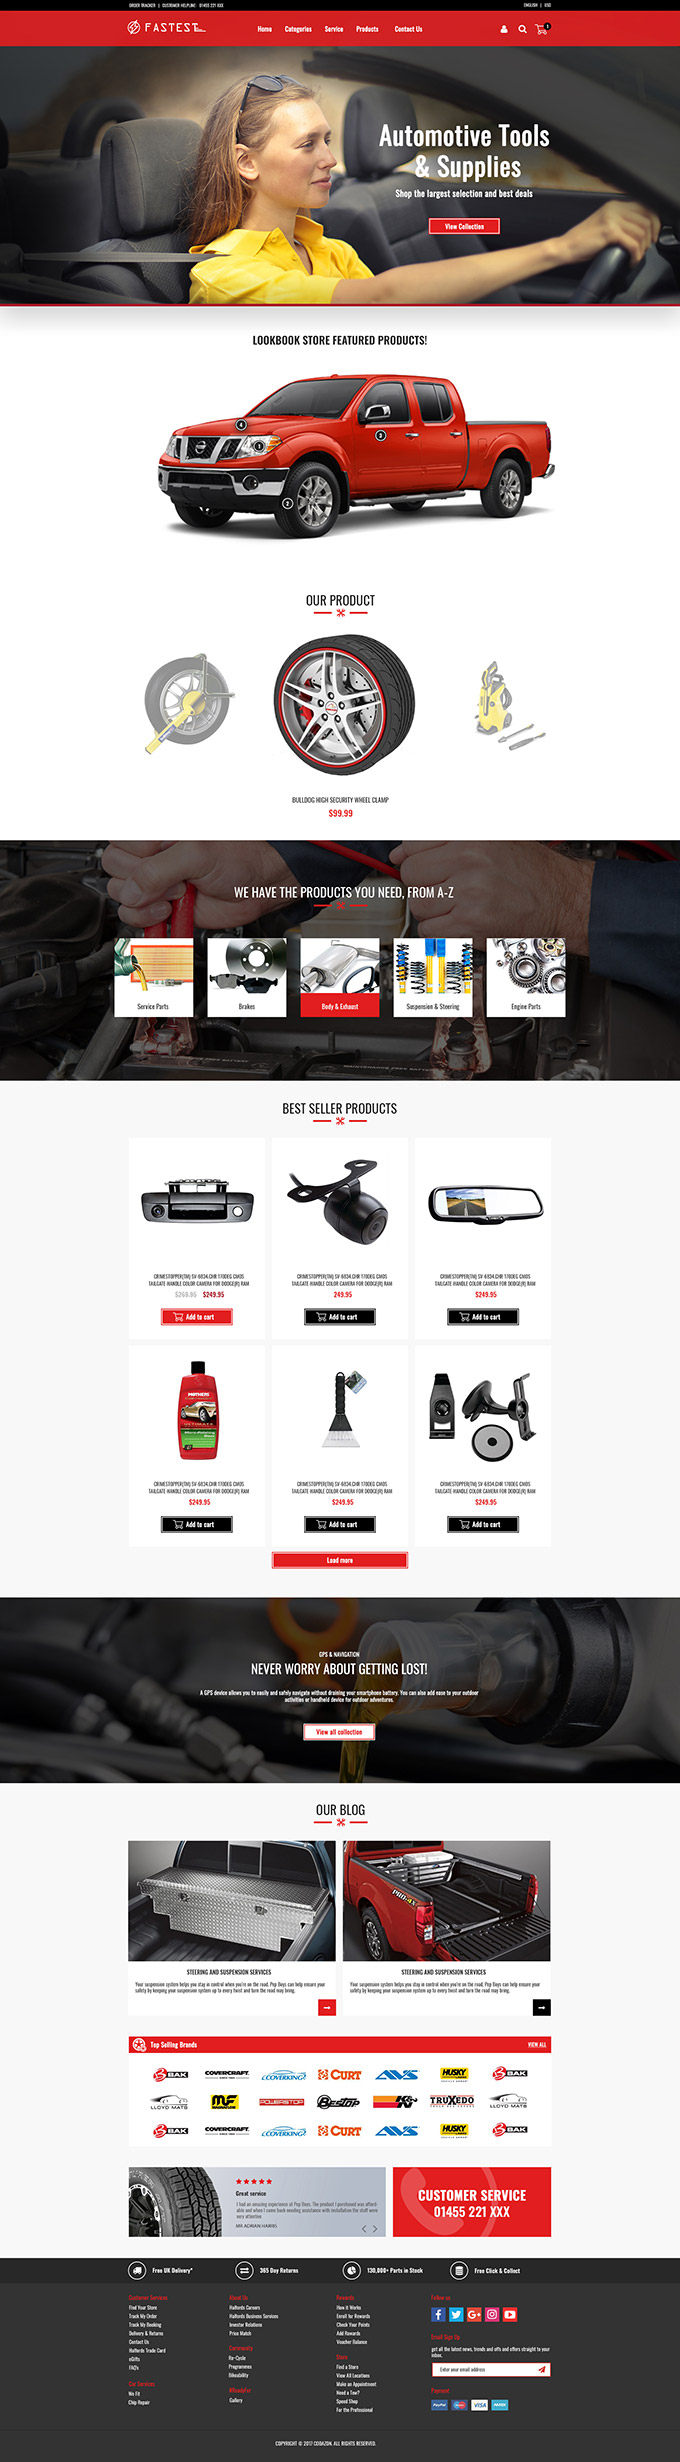 ORDER TRACKER | CUSTOMER HELPLINE: 01455 221 XXX
ENGLISH | USD
FASTEST
Home Categories Service Products Contact Us
1
Automotive Tools
& Supplies
Shop the largest selection and best deals
View Collection
LOOKBOOK STORE FEATURED PRODUCTS!
4
1
3
2
OUR PRODUCT
BULLDOG HIGH SECURITY WHEEL CLAMP
$99.99
WE HAVE THE PRODUCTS YOU NEED, FROM A-Z
Service Parts
Brakes
Body & Exhaust
Suspension & Steering
Engine Parts
BEST SELLER PRODUCTS
CRIMESTOPPER(TM) SV-6834.CHR 170DEG CMOS
TAILGATE-HANDLE COLOR CAMERA FOR DODGE(R) RAM
$269.95 $249.95
Add to cart
CRIMESTOPPER(TM) SV-6834.CHR 170DEG CMOS
TAILGATE-HANDLE COLOR CAMERA FOR DODGE(R) RAM
249.95
Add to cart
CRIMESTOPPER(TM) SV-6834.CHR 170DEG CMOS
TAILGATE-HANDLE COLOR CAMERA FOR DODGE(R) RAM
$249.95
Add to cart
MOTHERS
CRIMESTOPPER(TM) SV-6834.CHR 170DEG CMOS
TAILGATE-HANDLE COLOR CAMERA FOR DODGE(R) RAM
$249.95
Add to cart
CRIMESTOPPER(TM) SV-6834.CHR 170DEG CMOS
TAILGATE-HANDLE COLOR CAMERA FOR DODGE(R) RAM
$249.95
Add to cart
CRIMESTOPPER(TM) SV-6834.CHR 170DEG CMOS
TAILGATE-HANDLE COLOR CAMERA FOR DODGE(R) RAM
$249.95
Add to cart
Load more
GPS & NAVIGATION
NEVER WORRY ABOUT GETTING LOST!
A GPS device allows you to easily and safely navigate without draining your smartphone battery. You can also add ease to your outdoor
activities or handheld device for outdoor adventures.
View all collection
OUR BLOG
PRO-4X
STEERING AND SUSPENSION SERVICES
Your suspension system helps you stay in control when you're on the road. Pep Boys can help ensure your
safety by keeping your suspension system up to every twist and turn the road may bring.
STEERING AND SUSPENSION SERVICES
Your suspension system helps you stay in control when you're on the road. Pep Boys can help ensure your
safety by keeping your suspension system up to every twist and turn the road may bring.
Top Selling Brands
VIEW ALL
BAK COVERCRAFT COVERKING CURT AVS HUSKY BAK
LLOYD MATS MF POWERSTOP BESTOP K&N TRUXEDO LLOYD MATS
BAK COVERCRAFT COVERKING CURT AVS HUSKY BAK
Great service
I had an amazing experience at Pep Boys. The product I purchased was afford-
able and when I came back needing assistance with installation the staff were
very attentive
MR.ADRIAN HARRIS
CUSTOMER SERVICE
01455 221 XXX
Free UK Delivery*
365 Day Returns
130,000+ Parts in Stock
Free Click & Collect
Customer Services
Find Your Store
Track My Order
Track My Booking
Delivery & Returns
Contact Us
Halfords Trade Card
eGifts
FAQ's
Car Services
We Fit
Chip Repair
About Us
Halfords Careers
Halfords Business Services
Investor Relations
Price Match
Community
Re-Cycle
Programmes
Bikeability
#ReadyFor
Gallery
Rewards
How it Works
Enroll for Rewards
Check Your Points
Add Rewards
Voucher Balance
Store
Find a Store
View All Locations
Make an Appointment
Need a Tow?
Speed Shop
For the Professional
Follow us
Email Sign Up
get all the latest news, trends and offs and offers straight to your
inbox.
Enter your email address
Payment
PayPal VISA
COPYRIGHT © 2017 CODAZON. ALL RIGHTS RESERVED.